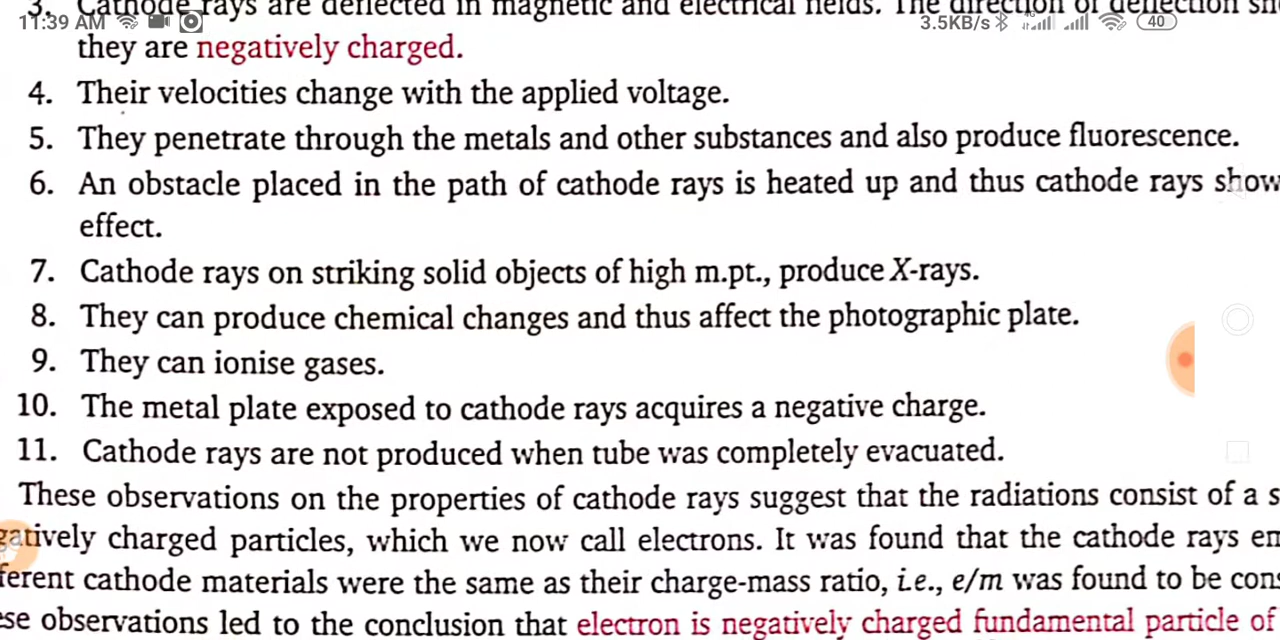 3. Cathode rays are deflected in magnetic and electrical fields. The direction of deflection
11:39 AM 3.5KB/s 4G 40
they are negatively charged.
4. Their velocities change with the applied voltage.
5. They penetrate through the metals and other substances and also produce fluorescence.
6. An obstacle placed in the path of cathode rays is heated up and thus cathode rays show
effect.
7. Cathode rays on striking solid objects of high m.pt., produce X-rays.
8. They can produce chemical changes and thus affect the photographic plate.
9. They can ionise gases.
10. The metal plate exposed to cathode rays acquires a negative charge.
11. Cathode rays are not produced when tube was completely evacuated.
These observations on the properties of cathode rays suggest that the radiations consist of a s
gatively charged particles, which we now call electrons. It was found that the cathode rays em
ferent cathode materials were the same as their charge-mass ratio, i.e., e/m was found to be cons
ese observations led to the conclusion that electron is negatively charged fundamental particle of